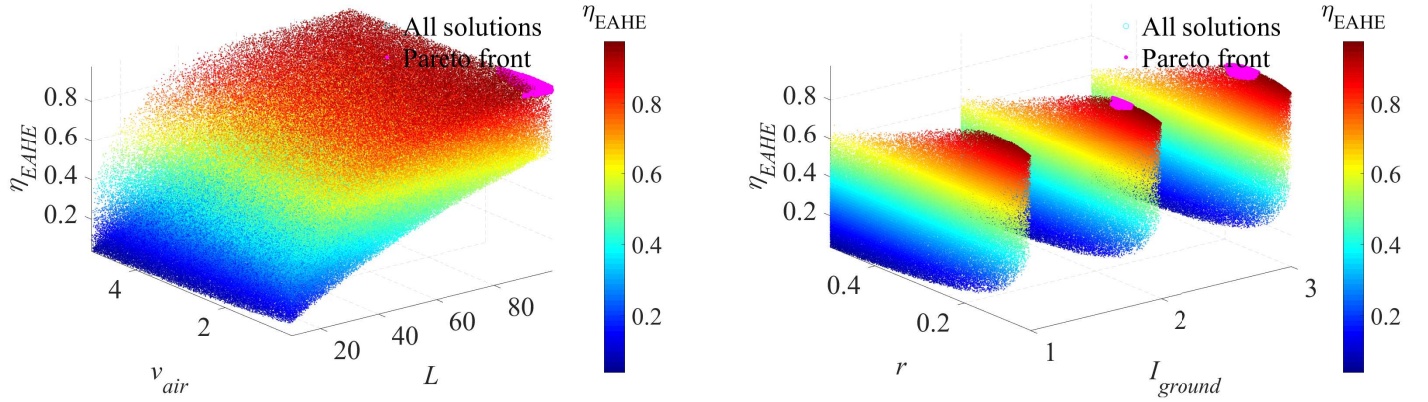 All solutions
Pareto front
η_EAHE
0.8
0.6
0.4
0.2
η_EAHE
4
2
v_air
20
40
60
80
L
η_EAHE
0.8
0.6
0.4
0.2
All solutions
Pareto front
η_EAHE
0.8
0.6
0.4
0.2
η_EAHE
0.4
0.2
r
1
2
3
I_ground
η_EAHE
0.8
0.6
0.4
0.2